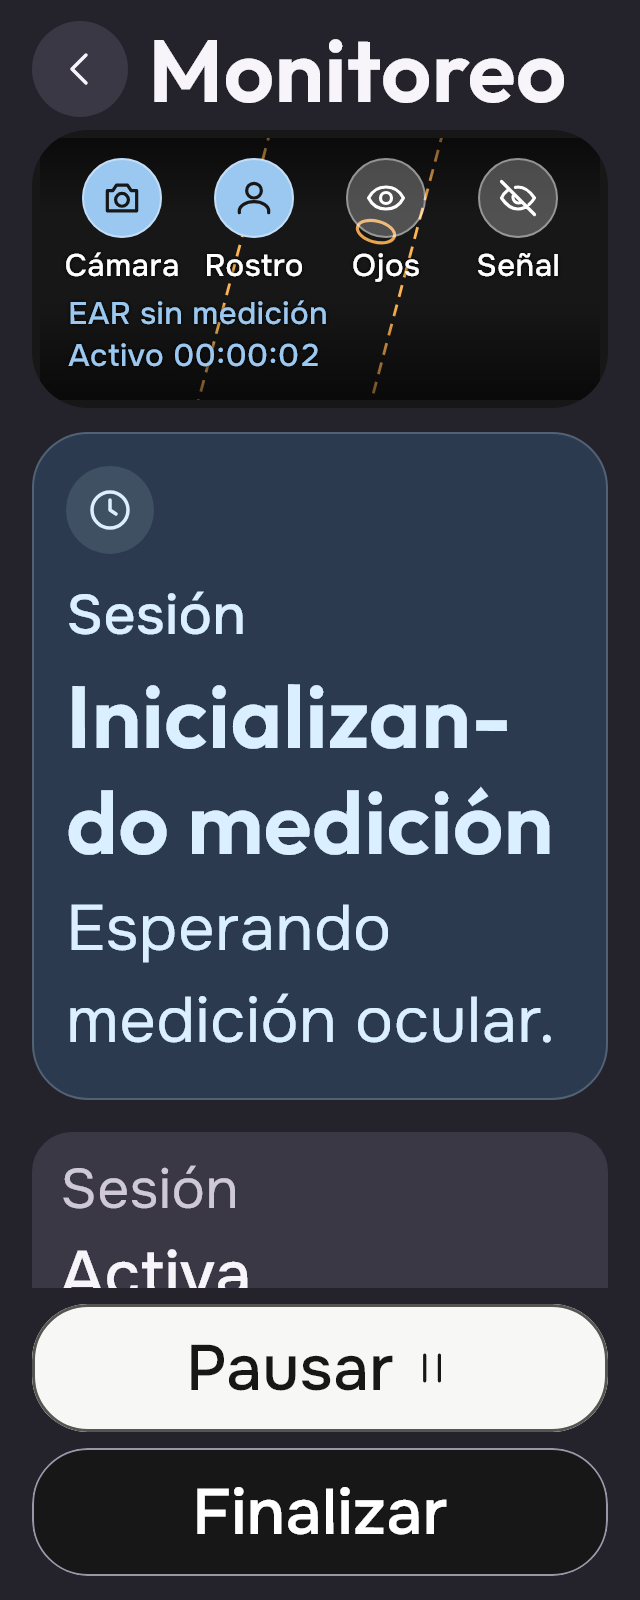 Monitoreo
Cámara Rostro Ojos Señal
EAR sin medición
Activo 00:00:02
Sesión
Inicializan-
do medición
Esperando
medición ocular.
Sesión
Activa
Pausar
Finalizar